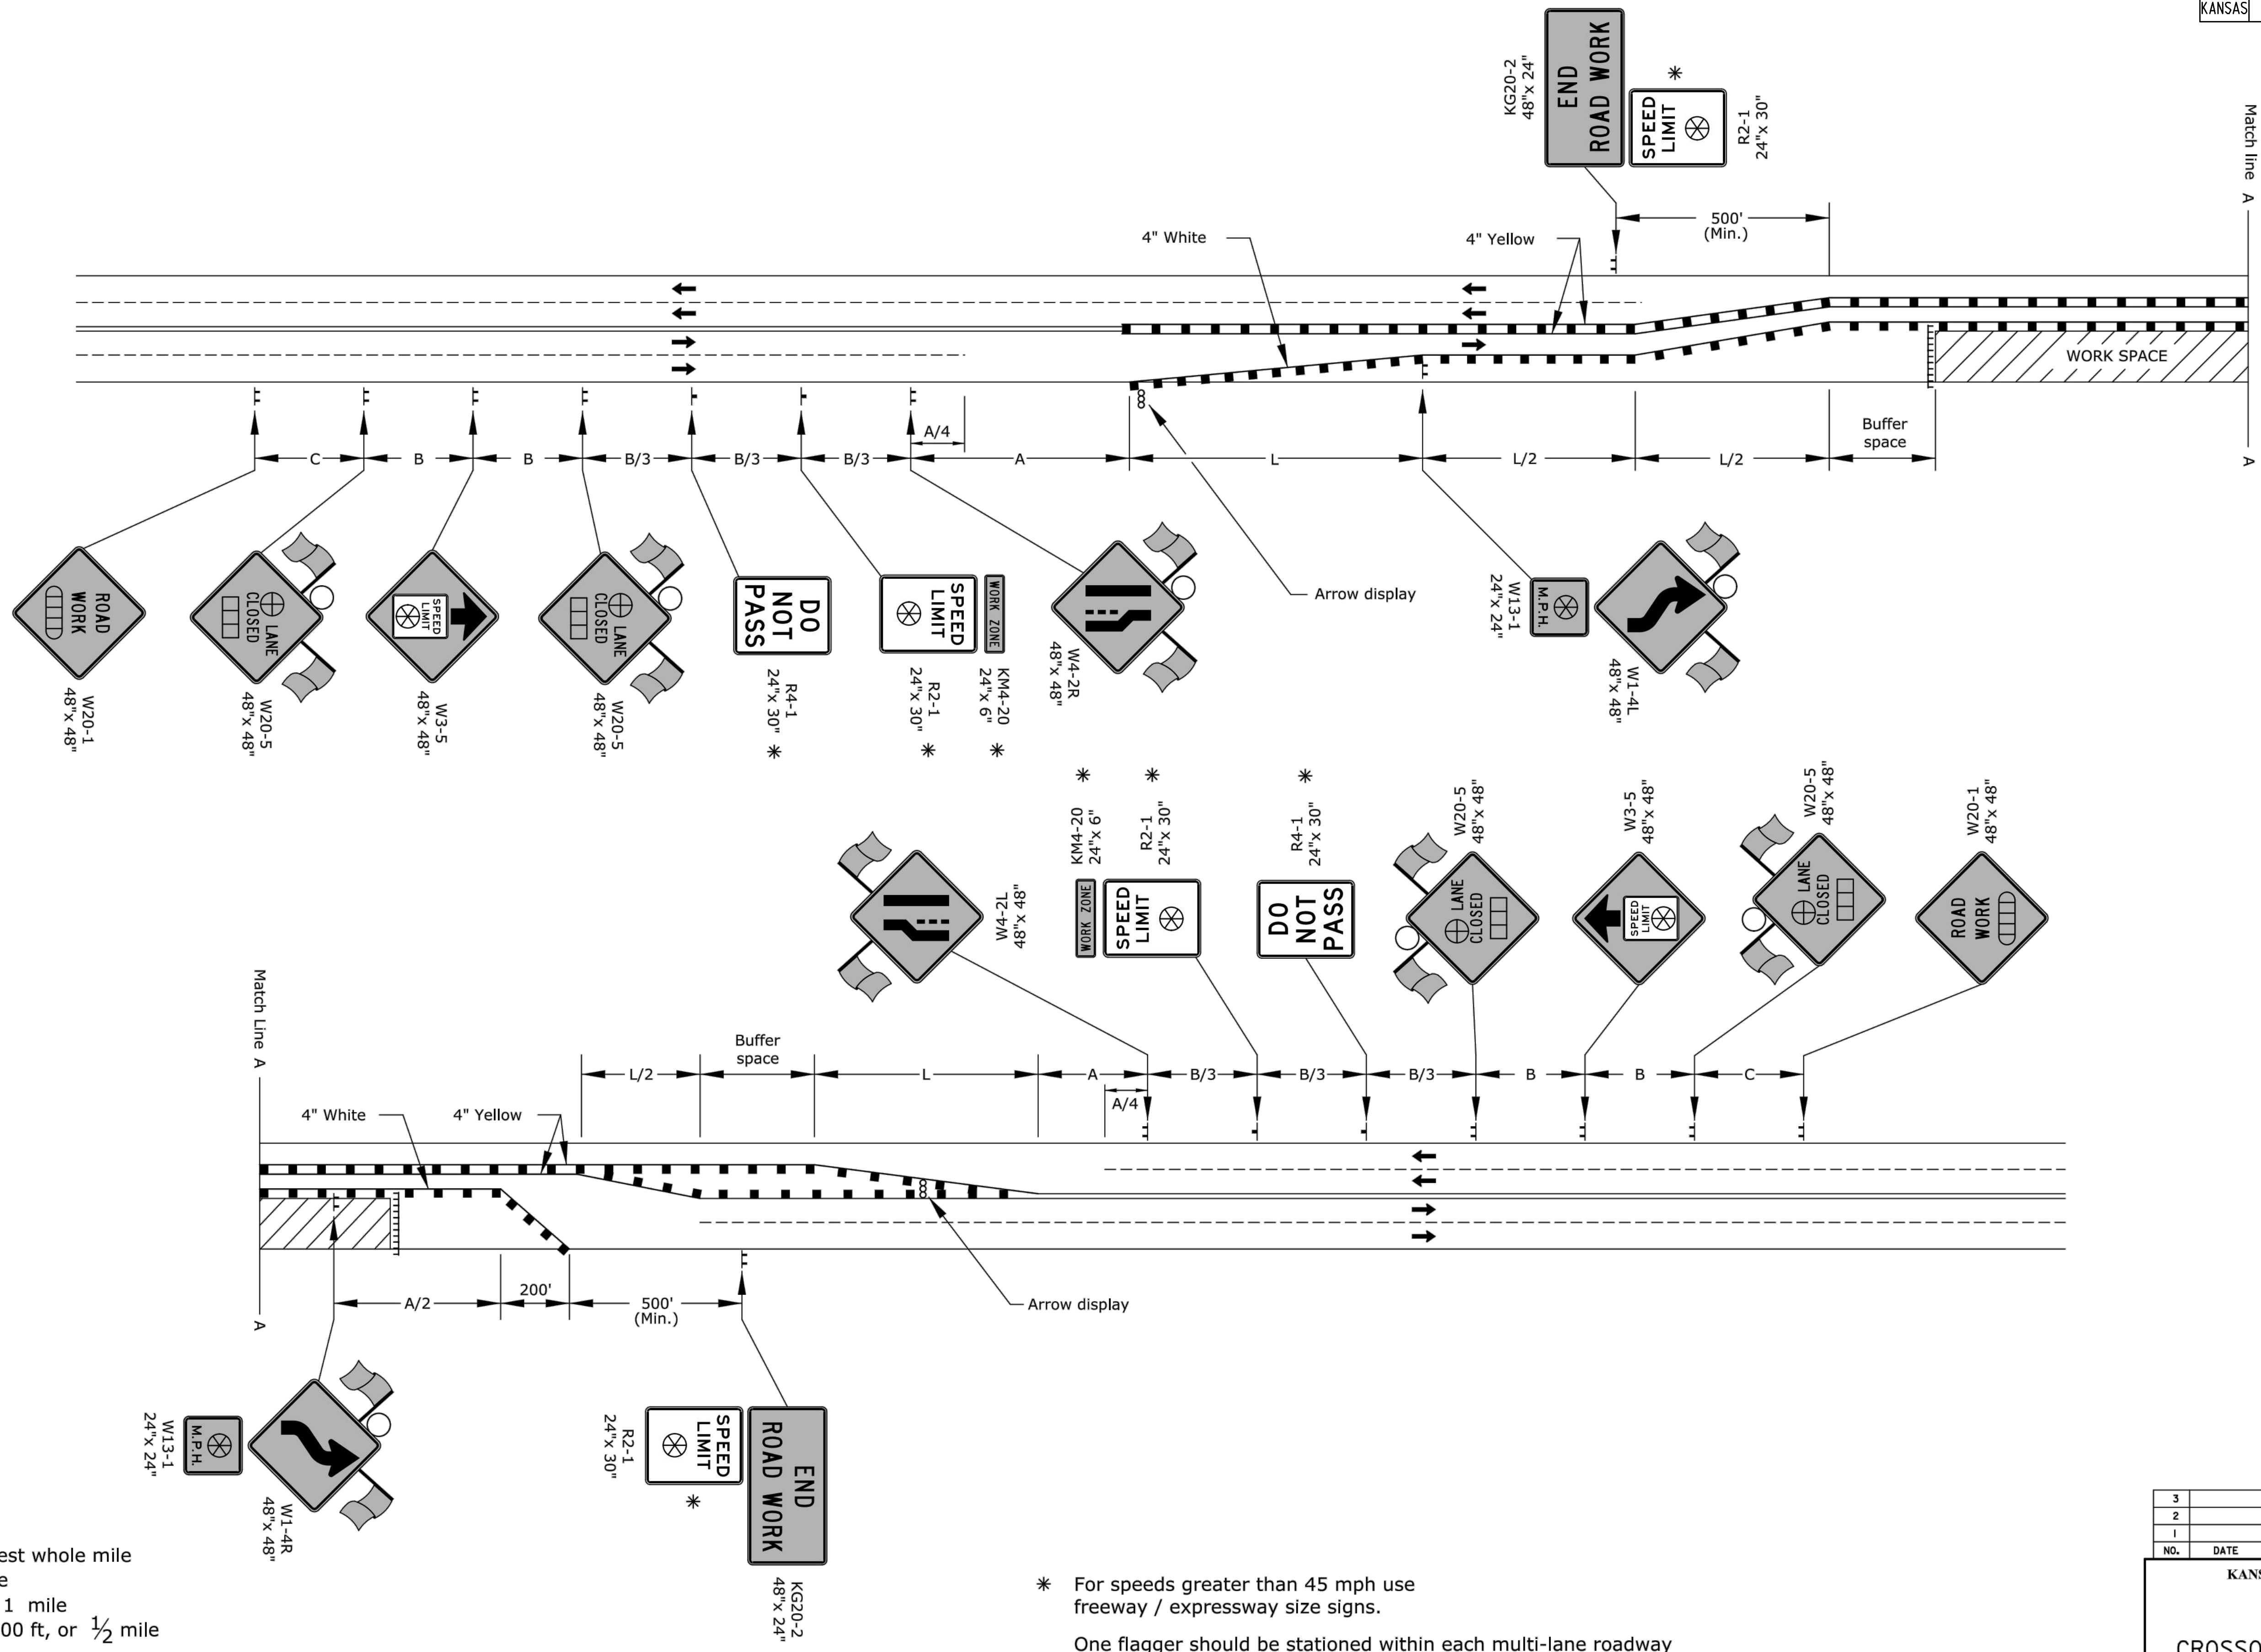 KANSAS
END
ROAD WORK
KG20-2
48"x 24"
*
SPEED
LIMIT
R2-1
24"x 30"
Match line A
A
500'
(Min.)
4" White
4" Yellow
WORK SPACE
Buffer
space
C
B
B
B/3
B/3
B/3
A/4
A
L
L/2
L/2
Arrow display
ROAD
WORK
W20-1
48"x 48"
LANE
CLOSED
W20-5
48"x 48"
SPEED
LIMIT
W3-5
48"x 48"
LANE
CLOSED
W20-5
48"x 48"
DO
NOT
PASS
R4-1
24"x 30" *
SPEED
LIMIT
R2-1
24"x 30" *
WORK ZONE
KM4-20
24"x 6" *
W4-2R
48"x 48"
M.P.H.
W13-1
24"x 24"
W1-4L
48"x 48"
W4-2L
48"x 48"
KM4-20
24"x 6" *
WORK ZONE
R2-1
24"x 30" *
SPEED
LIMIT
R4-1
24"x 30" *
DO
NOT
PASS
W20-5
48"x 48"
LANE
CLOSED
W3-5
48"x 48"
SPEED
LIMIT
W20-5
48"x 48"
LANE
CLOSED
W20-1
48"x 48"
ROAD
WORK
Match Line A
A
L/2
Buffer
space
L
A
A/4
B/3
B/3
B/3
B
B
C
4" White
4" Yellow
Arrow display
A/2
200'
500'
(Min.)
M.P.H.
W13-1
24"x 24"
W1-4R
48"x 48"
SPEED
LIMIT
R2-1
24"x 30"
*
END
ROAD WORK
KG20-2
48"x 24"
est whole mile
e
1 mile
00 ft, or ½ mile
* For speeds greater than 45 mph use
freeway / expressway size signs.
One flagger should be stationed within each multi-lane roadway
3
2
1
NO. DATE
KANS
CROSSO